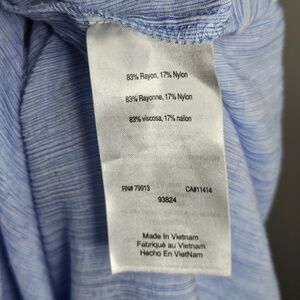 83% Rayon, 17% Nylon
83% Rayonne, 17% Nylon
83% viscosa, 17% nailon
RN# 79913 CA#11414
93824
Made In Vietnam
Fabriqué au Vietnam
Hecho En VietNam